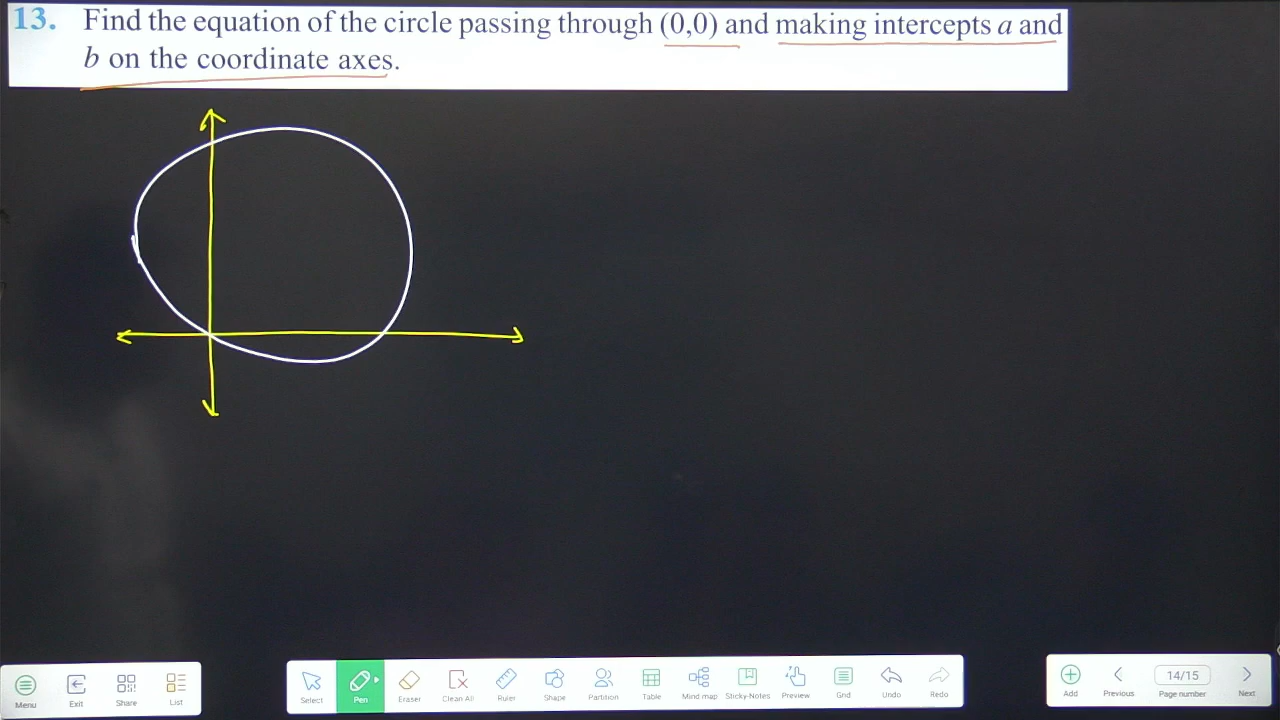 13. Find the equation of the circle passing through (0,0) and making intercepts a and
b on the coordinate axes.
Menu
Exit
Share
List
Select
Pen
Eraser
Clean All
Ruler
Shape
Partition
Table
Mind map
Sticky-Notes
Preview
Grid
Undo
Redo
Add
Previous
14/15
Page number
Next